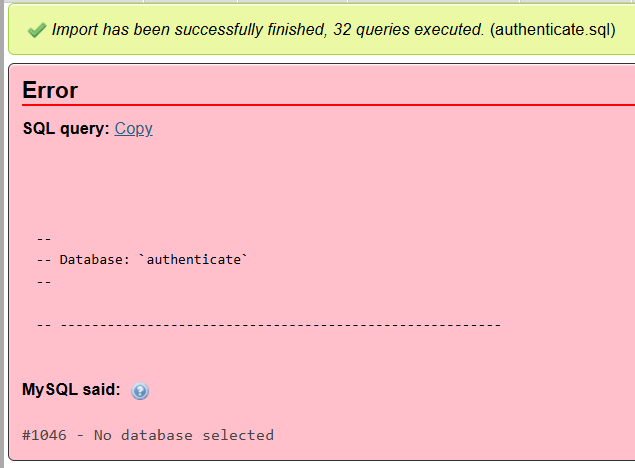 Import has been successfully finished, 32 queries executed. (authenticate.sql)
Error
SQL query: Copy
--
-- Database: `authenticate`
--
-- --------------------------------------------------------
MySQL said:
#1046 - No database selected